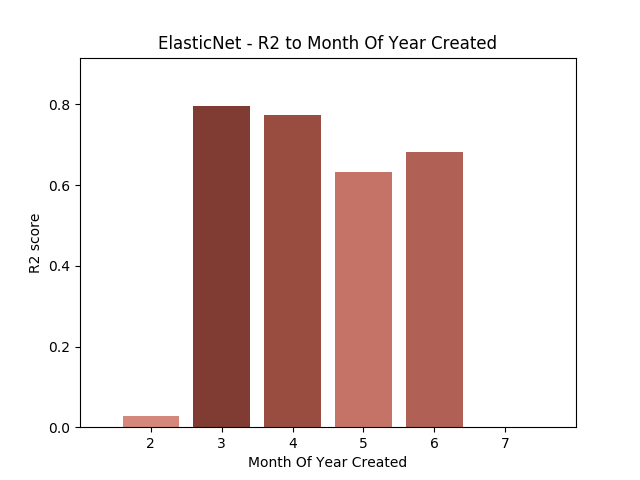 ElasticNet - R2 to Month Of Year Created
0.8
0.6
0.4
0.2
0.0
R2 score
2 3 4 5 6 7
Month Of Year Created